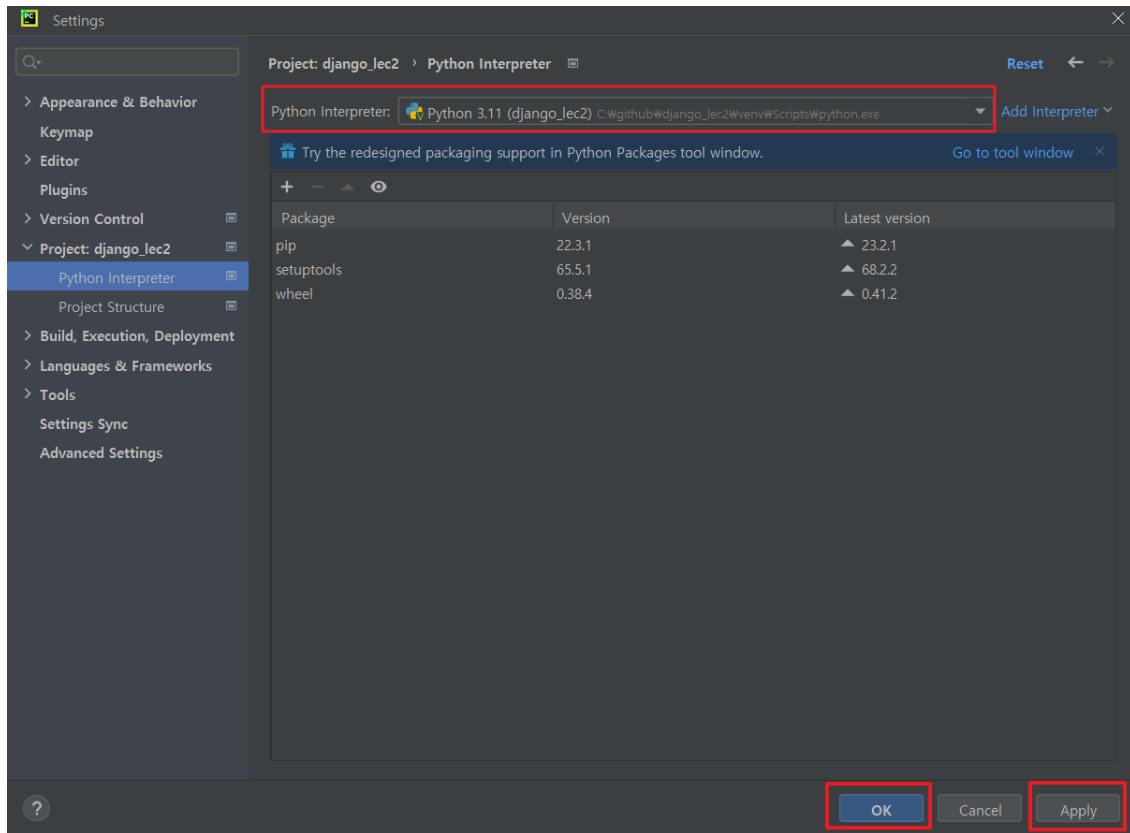 PC
Settings
Project: django_lec2 › Python Interpreter
Reset
Appearance & Behavior
Keymap
Editor
Plugins
Version Control
Project: django_lec2
Python Interpreter
Project Structure
Build, Execution, Deployment
Languages & Frameworks
Tools
Settings Sync
Advanced Settings
Python Interpreter: Python 3.11 (django_lec2) C:₩github₩django_lec2₩venv₩Scripts₩python.exe Add Interpreter
Try the redesigned packaging support in Python Packages tool window. Go to tool window
Package Version Latest version
pip 22.3.1 23.2.1
setuptools 65.5.1 68.2.2
wheel 0.38.4 0.41.2
?
OK Cancel Apply